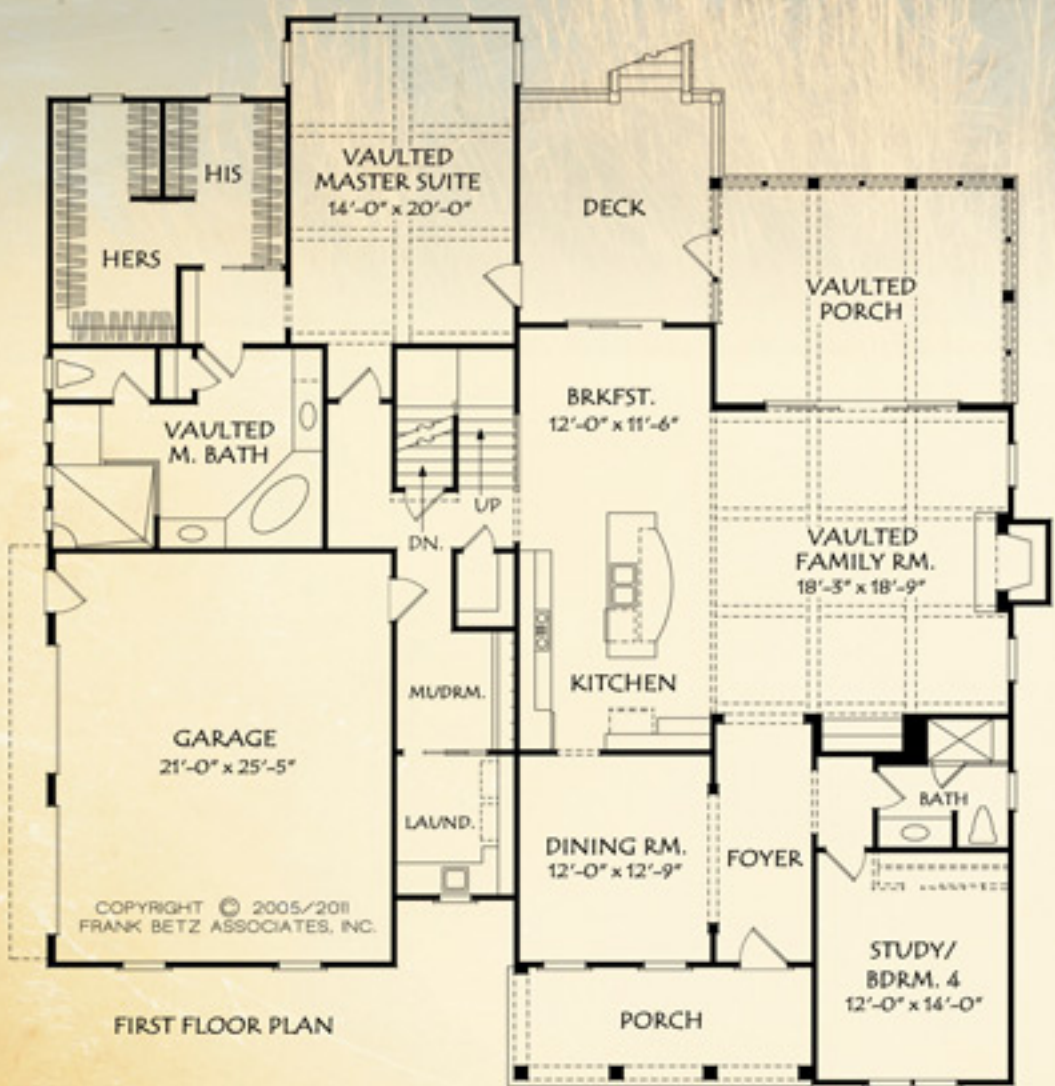 VAULTED
MASTER SUITE
14'-0" x 20'-0"
HIS
HERS
DECK
VAULTED
PORCH
BRKFST.
12'-0" x 11'-6"
VAULTED
M. BATH
UP
DN.
VAULTED
FAMILY RM.
18'-3" x 18'-9"
KITCHEN
MUDRM.
GARAGE
21'-0" x 25'-5"
LAUND.
DINING RM.
12'-0" x 12'-9"
FOYER
BATH
COPYRIGHT © 2005/2011
FRANK BETZ ASSOCIATES, INC.
STUDY/
BDRM. 4
12'-0" x 14'-0"
PORCH
FIRST FLOOR PLAN